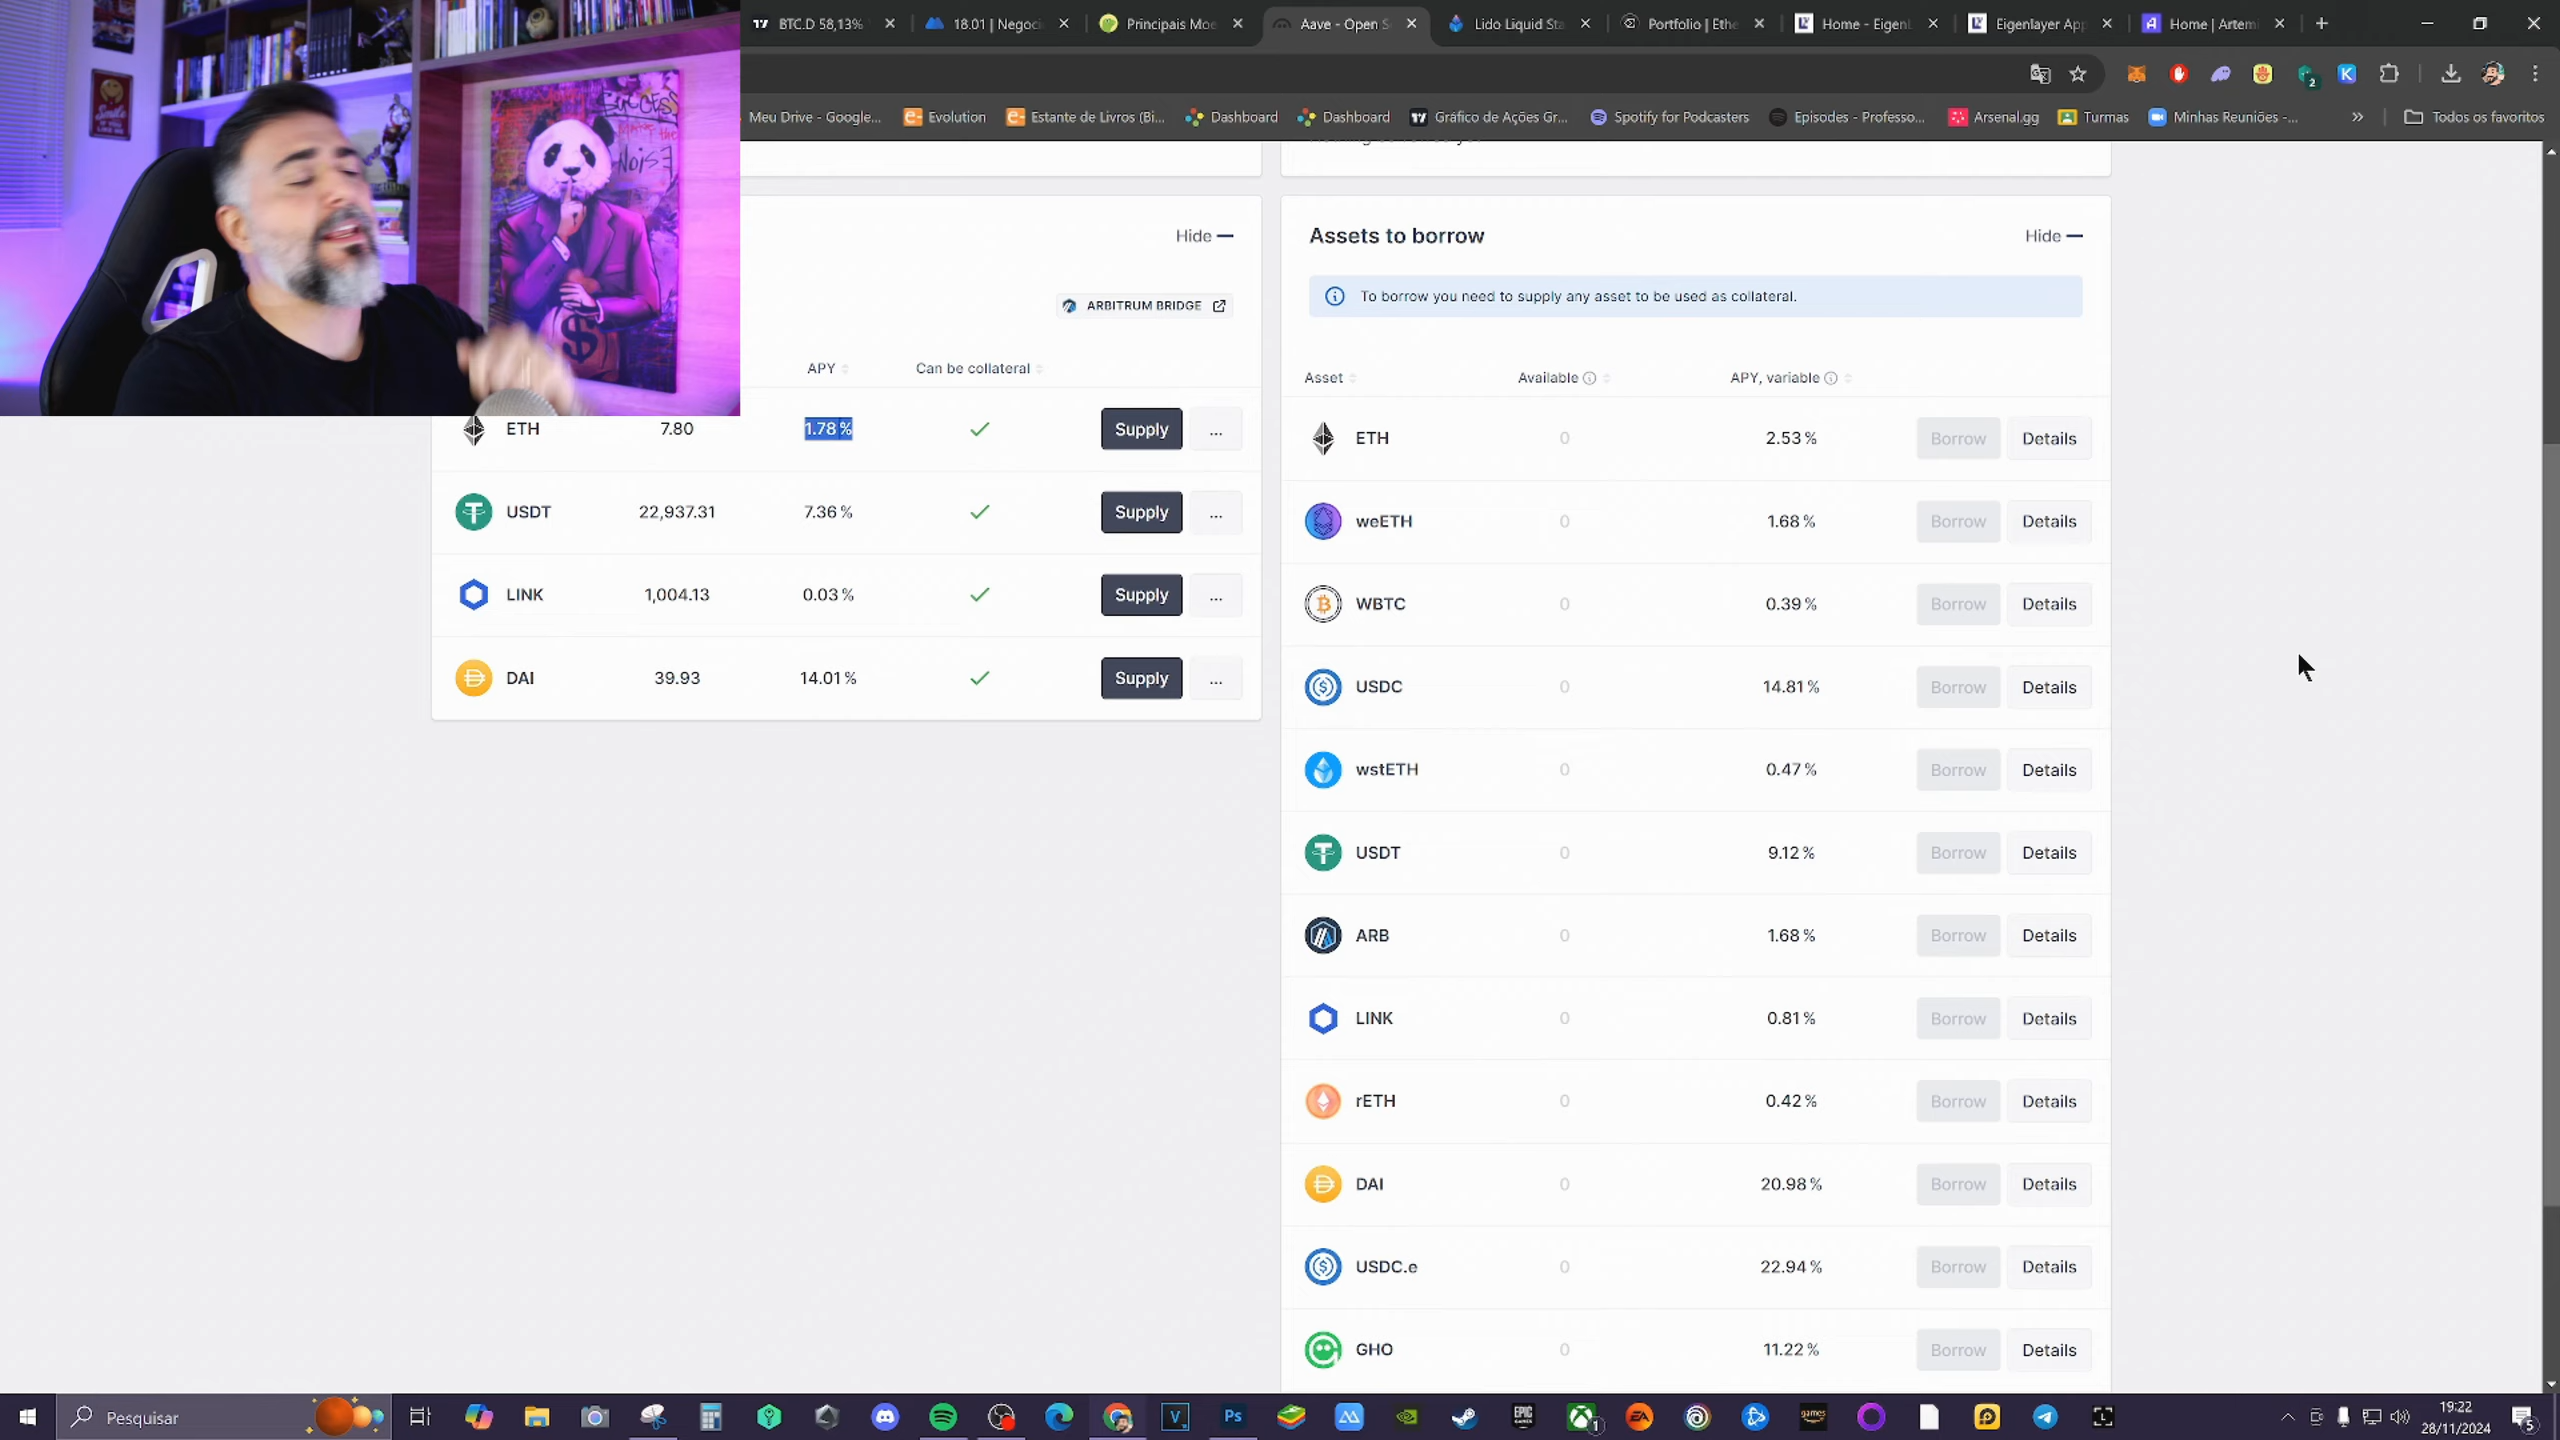 BTC.D 58,13%
18.01 | Negoci
Principais Moe
Aave - Open S
Lido Liquid Sta
Portfolio | Ethe
Home - EigenL
Eigenlayer App
Home | Artemi
Meu Drive - Google...
Evolution
Estante de Livros (Bi...
Dashboard
Dashboard
Gráfico de Ações Gr...
Spotify for Podcasters
Episodes - Professo...
Arsenal.gg
Turmas
Minhas Reuniões -...
»
Todos os favoritos
SUCCESS
NOISE
$
Hide
ARBITRUM BRIDGE
APY
Can be collateral
ETH 7.80 1.78 % Supply ...
USDT 22,937.31 7.36 % Supply ...
LINK 1,004.13 0.03 % Supply ...
DAI 39.93 14.01 % Supply ...
Assets to borrow
Hide
To borrow you need to supply any asset to be used as collateral.
Asset Available APY, variable
ETH 0 2.53 % Borrow Details
weETH 0 1.68 % Borrow Details
WBTC 0 0.39 % Borrow Details
USDC 0 14.81 % Borrow Details
wstETH 0 0.47 % Borrow Details
USDT 0 9.12 % Borrow Details
ARB 0 1.68 % Borrow Details
LINK 0 0.81 % Borrow Details
rETH 0 0.42 % Borrow Details
DAI 0 20.98 % Borrow Details
USDC.e 0 22.94 % Borrow Details
GHO 0 11.22 % Borrow Details
Pesquisar
19:22
28/11/2024